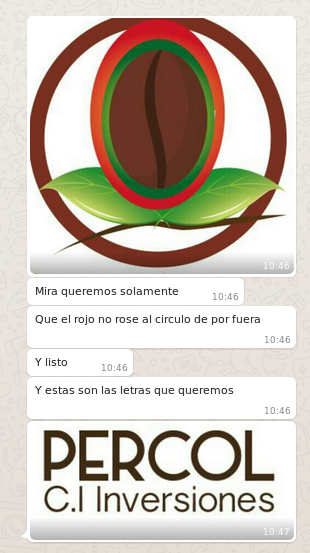 10:46
Mira queremos solamente
10:46
Que el rojo no rose al circulo de por fuera
10:46
Y listo
10:46
Y estas son las letras que queremos
10:46
PERCOL
C.I Inversiones
10:47